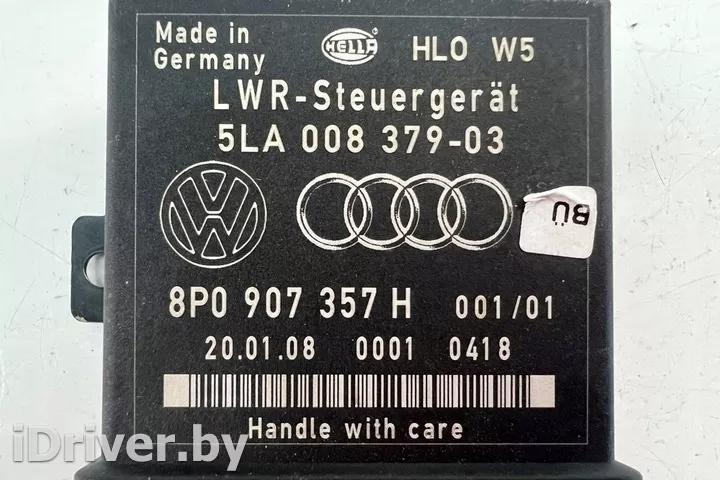 Made in
Germany
HELLA
HLO W5
LWR-Steuergerät
5LA 008 379-03
BÜ
8P0 907 357 H 001/01
20.01.08 0001 0418
Handle with care
iDriver.by